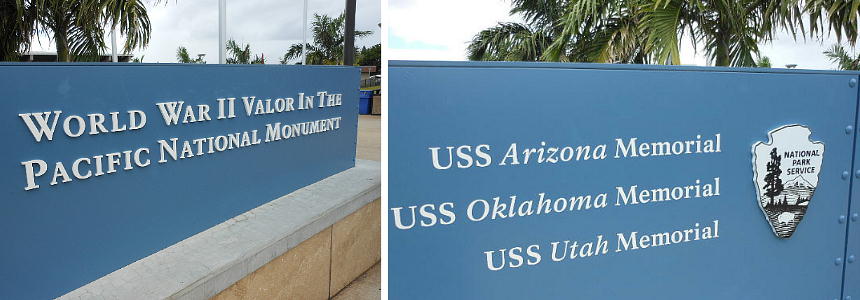 World War II Valor In The
Pacific National Monument
USS Arizona Memorial
USS Oklahoma Memorial
USS Utah Memorial
NATIONAL
PARK
SERVICE